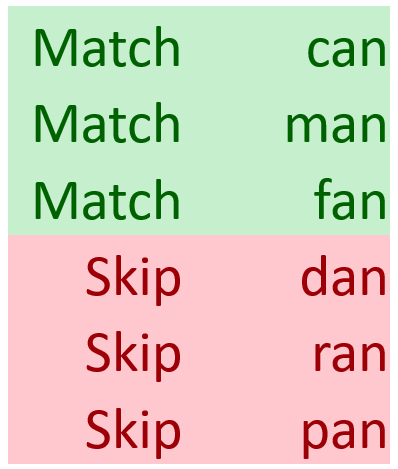 Match can
Match man
Match fan
Skip dan
Skip ran
Skip pan